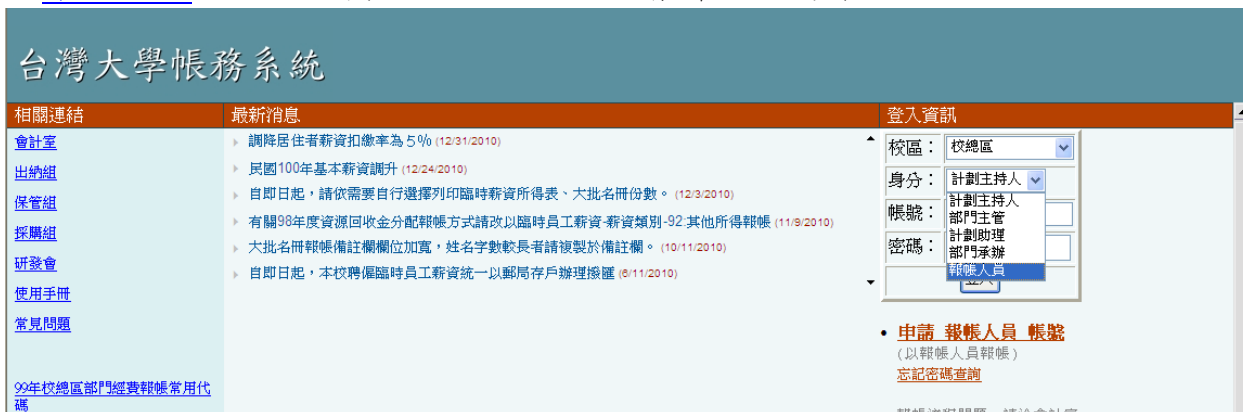 台灣大學帳務系統
相關連結
會計室
出納組
保管組
採購組
研發會
使用手冊
常見問題
99年校總區部門經費報帳常用代
碼
最新消息
調降居住者薪資扣繳率為５% (12/31/2010)
民國100年基本薪資調升 (12/24/2010)
自即日起，請依需要自行選擇列印臨時薪資所得表、大批名冊份數。 (12/3/2010)
有關98年度資源回收金分配報帳方式請改以臨時員工薪資-薪資類別-92:其他所得報帳 (11/9/2010)
大批名冊報帳備註欄欄位加寬，姓名字數較長者請複製於備註欄。 (10/11/2010)
自即日起，本校聘僱臨時員工薪資統一以郵局存戶辦理撥匯 (6/11/2010)
登入資訊
校區： 校總區
身分： 計劃主持人
計劃主持人
部門主管
計劃助理
部門承辦
報帳人員
帳號：
密碼：
登入
申請 報帳人員 帳號
(以報帳人員報帳)
忘記密碼查詢